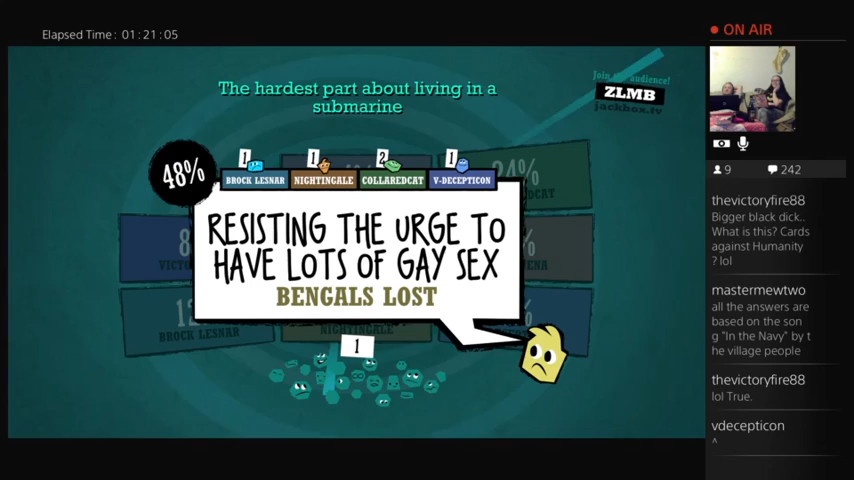 Elapsed Time : 01:21:05
ON AIR
The hardest part about living in a
submarine
Join the audience!
ZLMB
jackbox.tv
48%
1
1
2
1
BROCK LESNAR
NIGHTINGALE
COLLAREDCAT
V-DECEPTICON
RESISTING THE URGE TO
HAVE LOTS OF GAY SEX
BENGALS LOST
1
BROCK LESNAR
NIGHTINGALE
9
242
thevictoryfire88
Bigger black dick..
What is this? Cards
against Humanity
? lol
mastermewtwo
all the answers are
based on the son
g "In the Navy" by t
he village people
thevictoryfire88
lol True.
vdecepticon
^